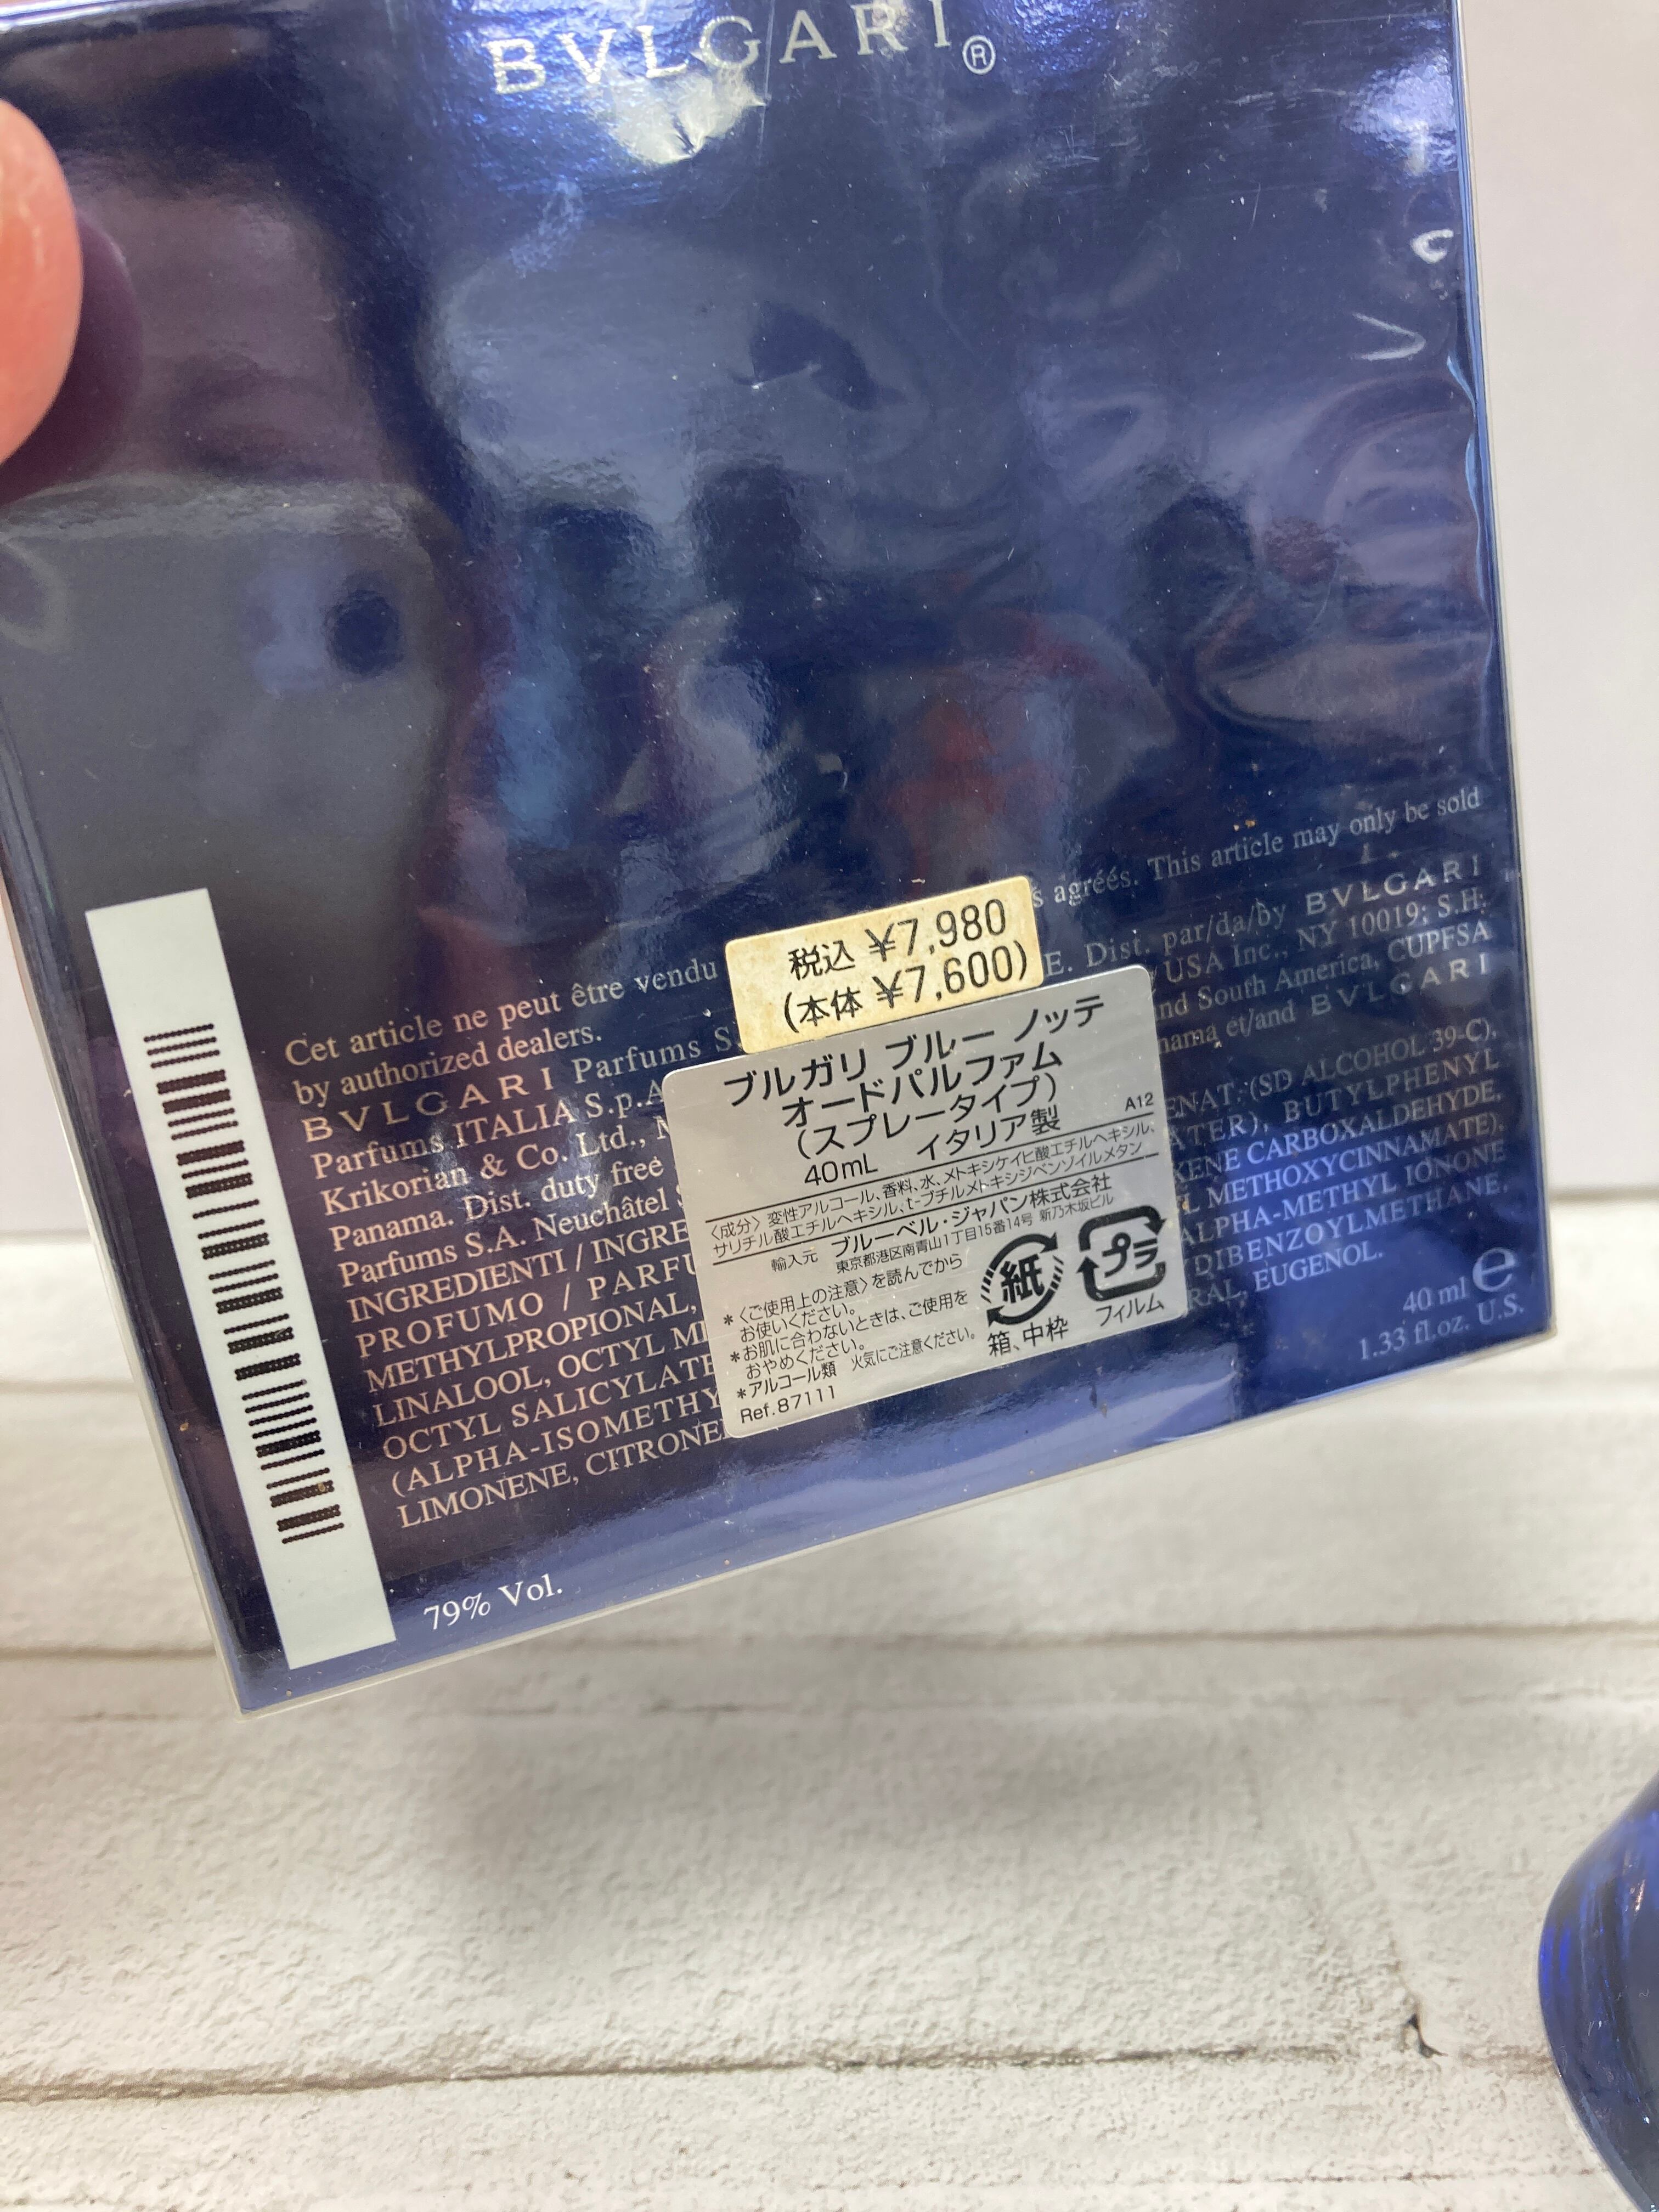 BVLGARI®
Cet article ne peut être vendu
s agréés. This article may only be sold
by authorized dealers.
BVLGARI Parfums S.
E. Dist. par/da/by BVLGARI
Parfums ITALIA S.p.A
USA Inc., NY 10019; S.H.
Krikorian & Co. Ltd.,
nd South America, CUPFSA
Panama. Dist. duty free
nama et/and BVLGARI
Parfums S.A. Neuchâtel
INGREDIENTI / INGRE
ENAT. (SD ALCOHOL 39-C),
PROFUMO / PARFU
ATER), BUTYLPHENYL
METHYLPROPIONAL,
XENE CARBOXALDEHYDE,
LINALOOL, OCTYL
L METHOXYCINNAMATE),
OCTYL SALICYLATE
ALPHA-METHYL IONONE
(ALPHA-ISOMETHY
DIBENZOYLMETHANE,
LIMONENE, CITRONE
RAL, EUGENOL.
79% Vol.
40 ml e
1.33 fl.oz. U.S.
税込 ¥7,980
(本体 ¥7,600)
ブルガリ ブルー ノッテ
オードパルファム
(スプレータイプ)
40mL イタリア製 A12
〈成分〉変性アルコール、香料、水、メトキシケイヒ酸エチルヘキシル、
サリチル酸エチルヘキシル、t-ブチルメトキシジベンゾイルメタン
輸入元 ブルーベル・ジャパン株式会社
東京都港区南青山1丁目15番14号 新乃木坂ビル
*〈ご使用上の注意〉を読んでから
お使いください。
*お肌に合わないときは、ご使用を
おやめください。
*アルコール類 火気にご注意ください。
Ref.87111
紙
箱、中枠
プラ
フィルム